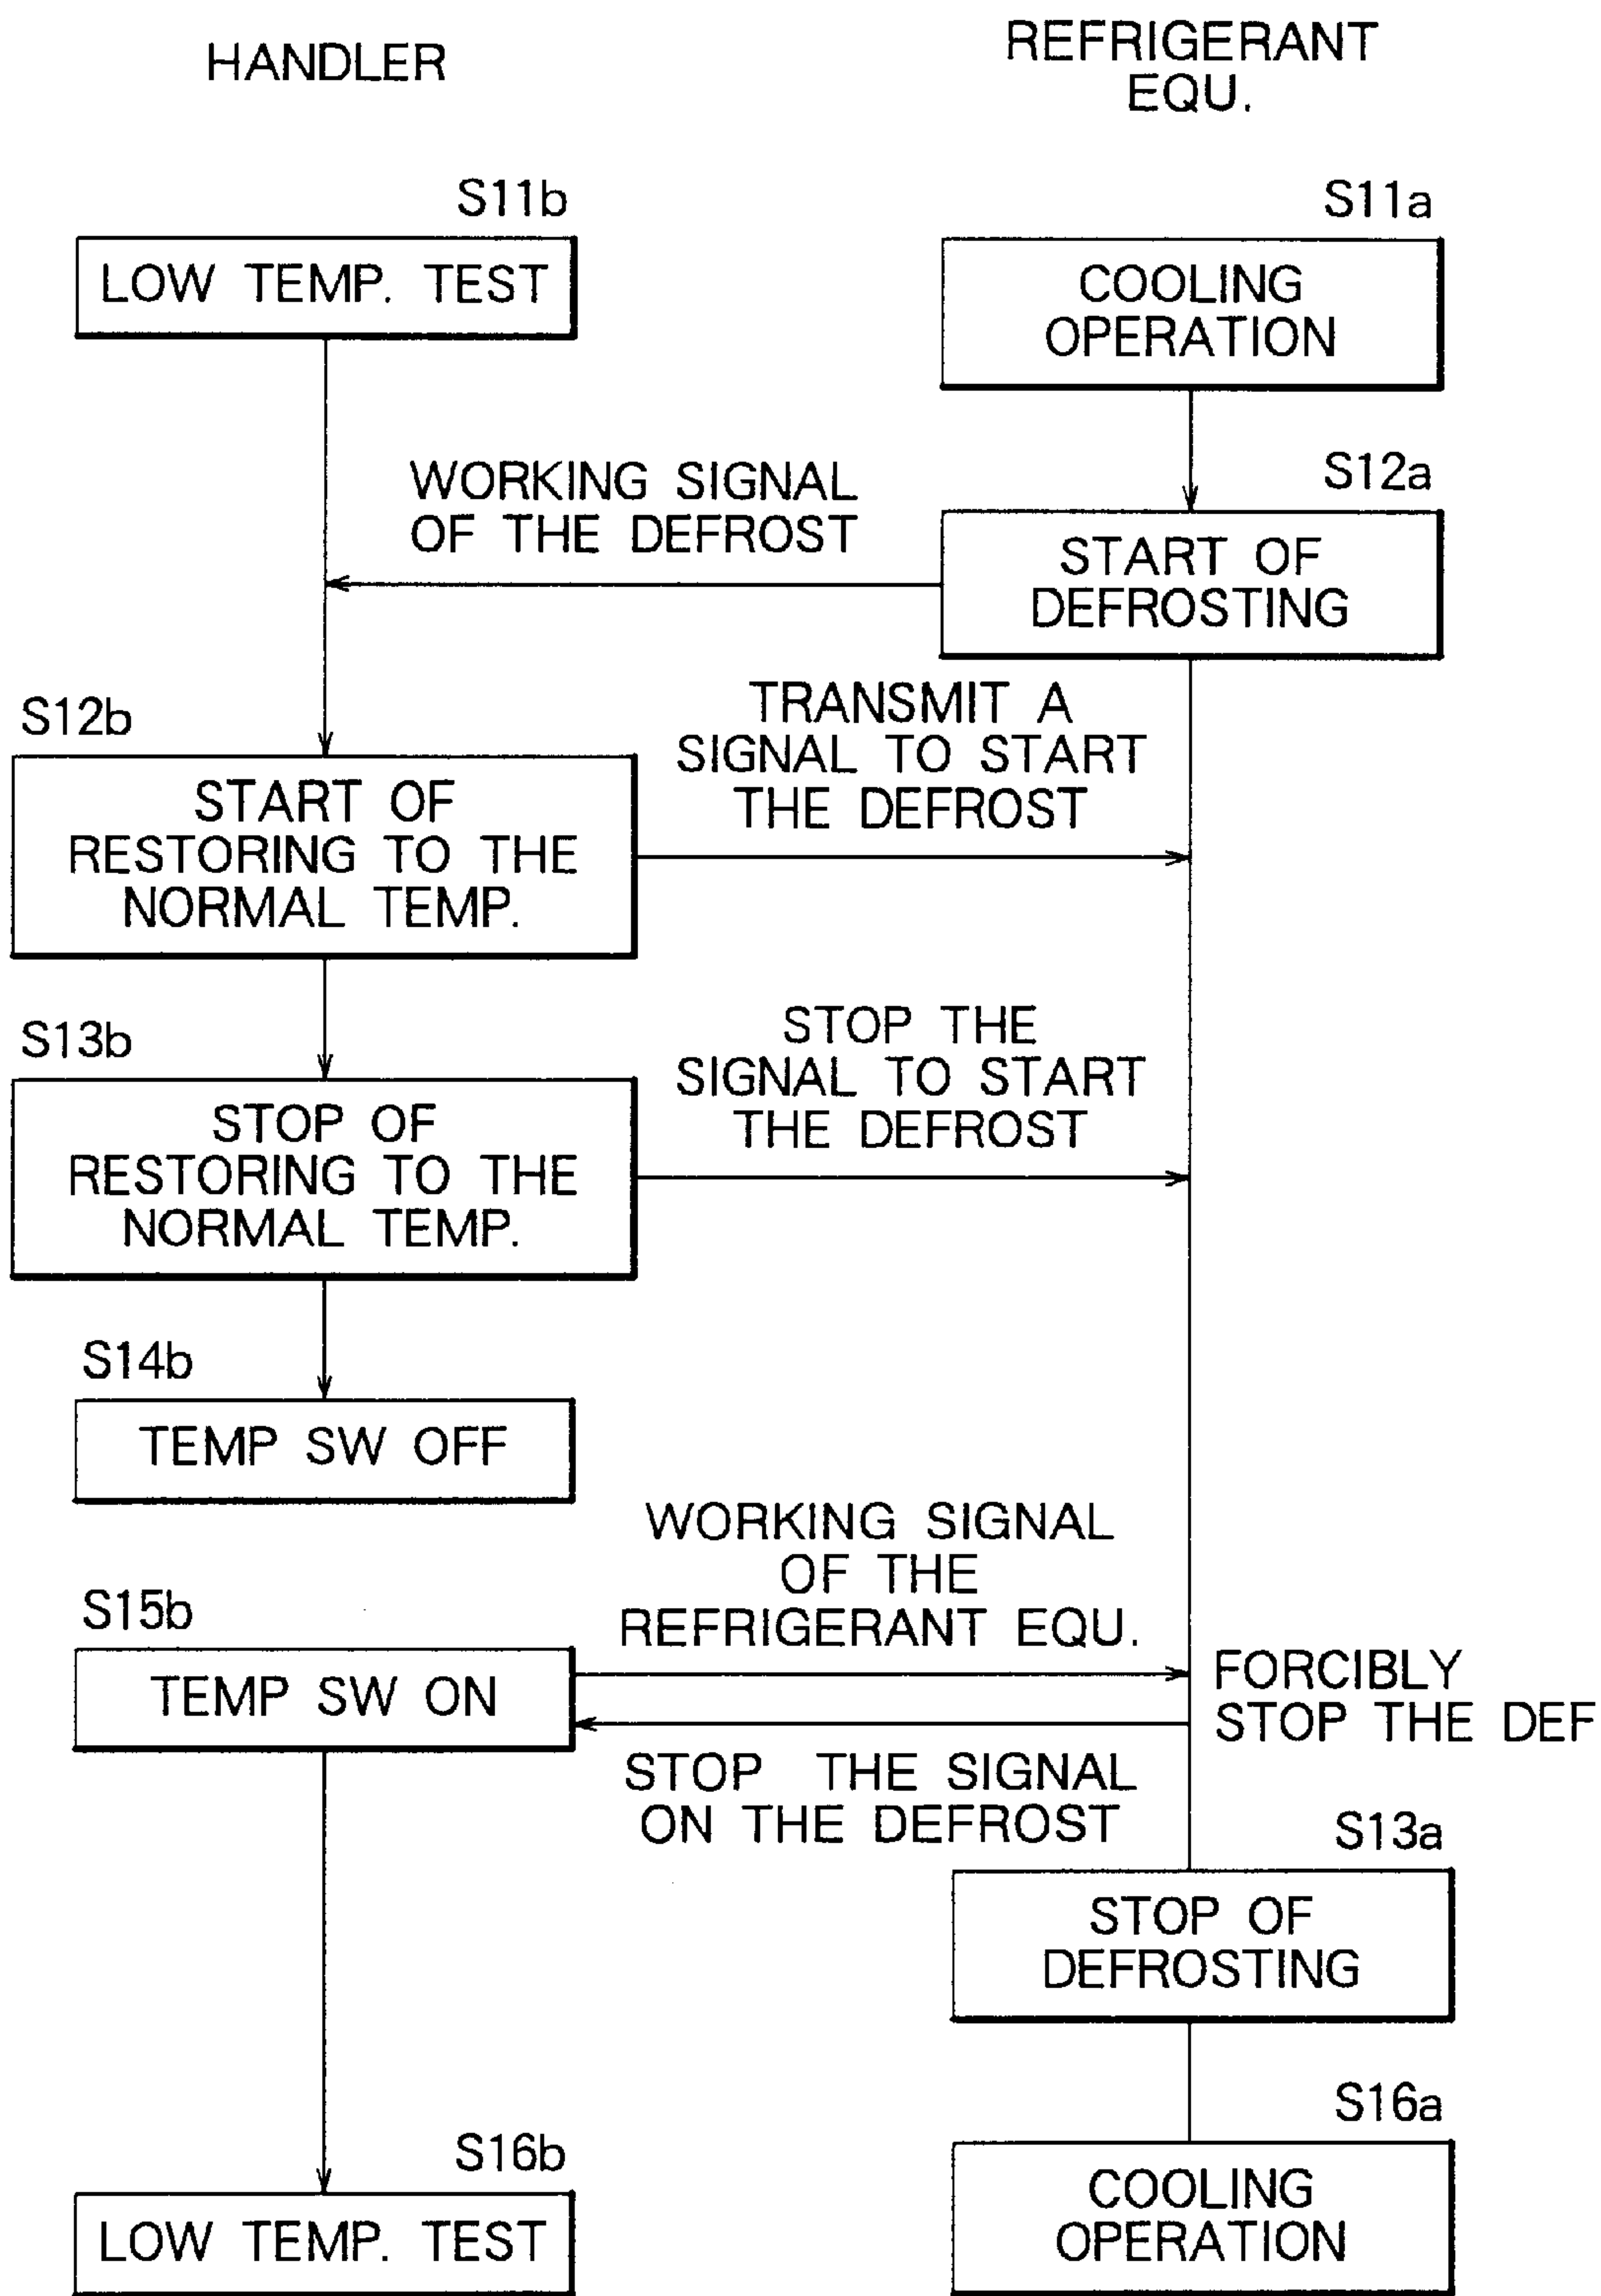 HANDLER
REFRIGERANT
EQU.
S11b
LOW TEMP. TEST
S11a
COOLING
OPERATION
WORKING SIGNAL
OF THE DEFROST
S12a
START OF
DEFROSTING
S12b
START OF
RESTORING TO THE
NORMAL TEMP.
TRANSMIT A
SIGNAL TO START
THE DEFROST
S13b
STOP OF
RESTORING TO THE
NORMAL TEMP.
STOP THE
SIGNAL TO START
THE DEFROST
S14b
TEMP SW OFF
WORKING SIGNAL
OF THE
REFRIGERANT EQU.
S15b
TEMP SW ON
FORCIBLY
STOP THE DEF
STOP THE SIGNAL
ON THE DEFROST
S13a
STOP OF
DEFROSTING
S16b
LOW TEMP. TEST
S16a
COOLING
OPERATION